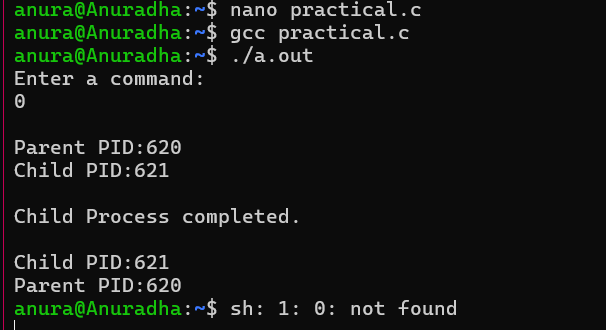 anura@Anuradha:~$ nano practical.c
anura@Anuradha:~$ gcc practical.c
anura@Anuradha:~$ ./a.out
Enter a command:
0
Parent PID:620
Child PID:621
Child Process completed.
Child PID:621
Parent PID:620
anura@Anuradha:~$ sh: 1: 0: not found